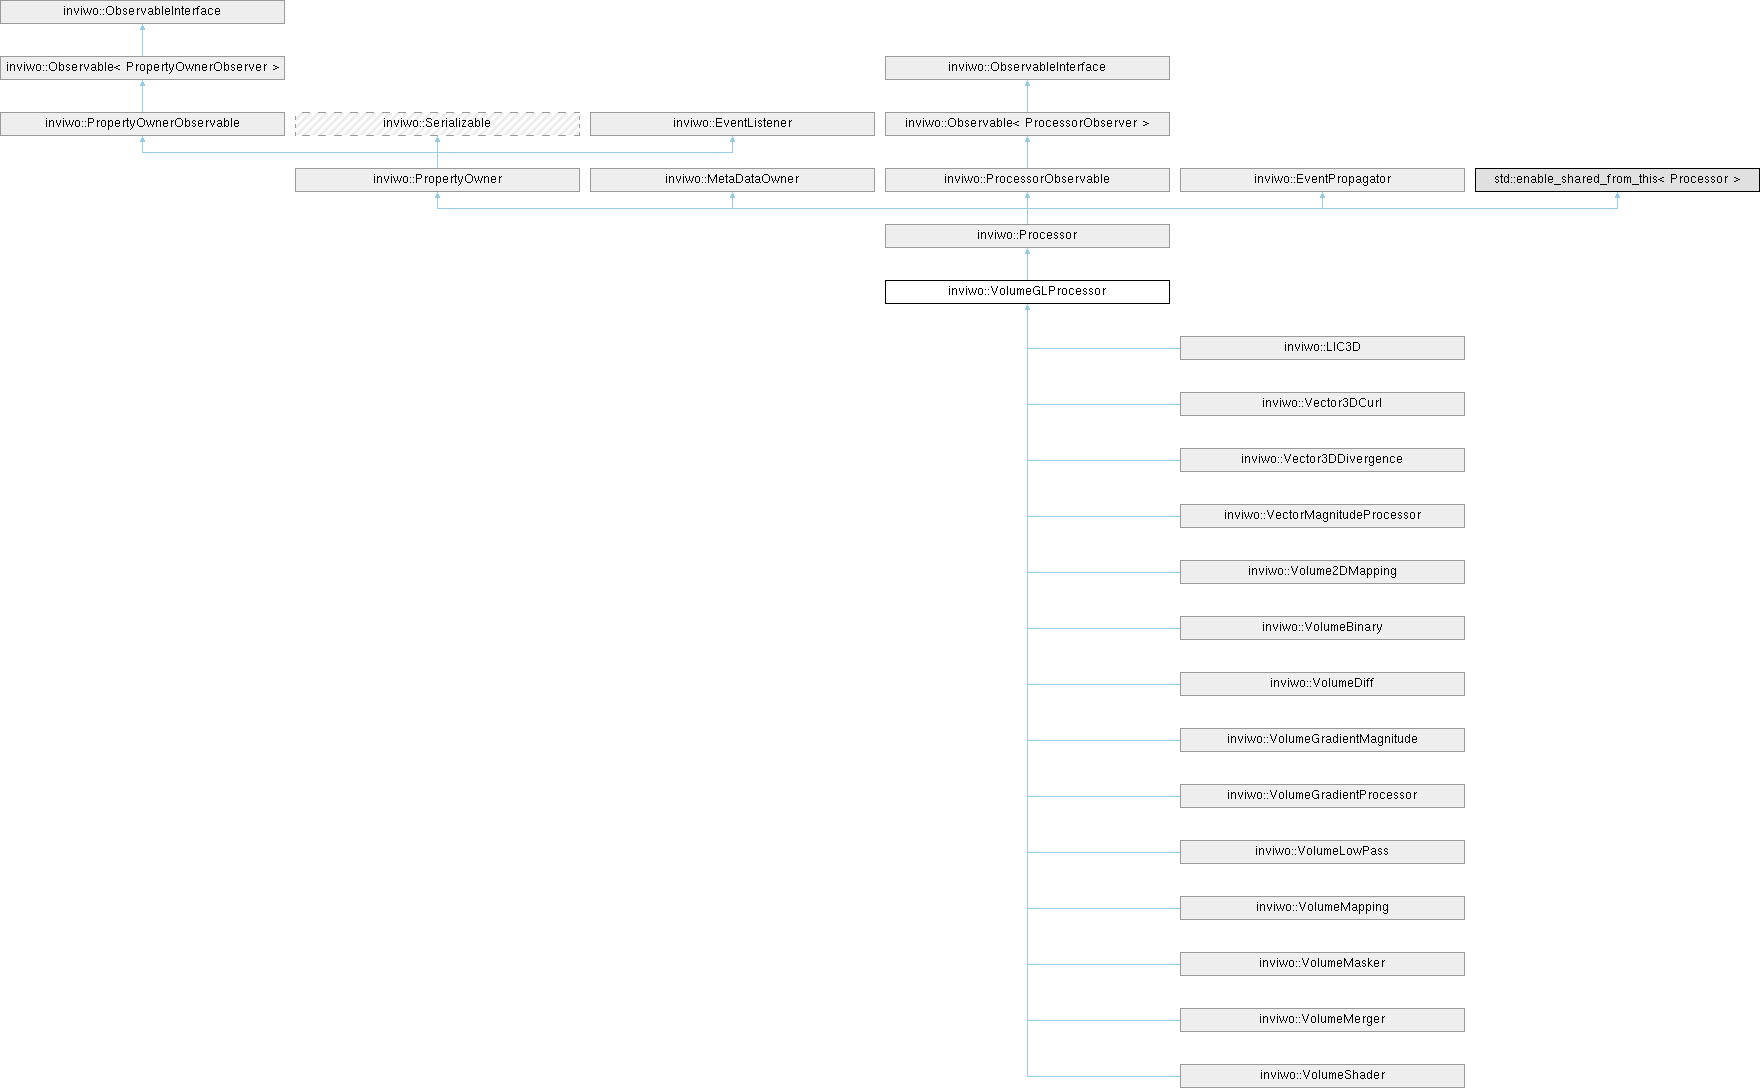 inviwo::ObservableInterface
inviwo::Observable< PropertyOwnerObserver >
inviwo::ObservableInterface
inviwo::PropertyOwnerObservable
inviwo::Serializable
inviwo::EventListener
inviwo::Observable< ProcessorObserver >
inviwo::PropertyOwner
inviwo::MetaDataOwner
inviwo::ProcessorObservable
inviwo::EventPropagator
std::enable_shared_from_this< Processor >
inviwo::Processor
inviwo::VolumeGLProcessor
inviwo::LIC3D
inviwo::Vector3DCurl
inviwo::Vector3DDivergence
inviwo::VectorMagnitudeProcessor
inviwo::Volume2DMapping
inviwo::VolumeBinary
inviwo::VolumeDiff
inviwo::VolumeGradientMagnitude
inviwo::VolumeGradientProcessor
inviwo::VolumeLowPass
inviwo::VolumeMapping
inviwo::VolumeMasker
inviwo::VolumeMerger
inviwo::VolumeShader